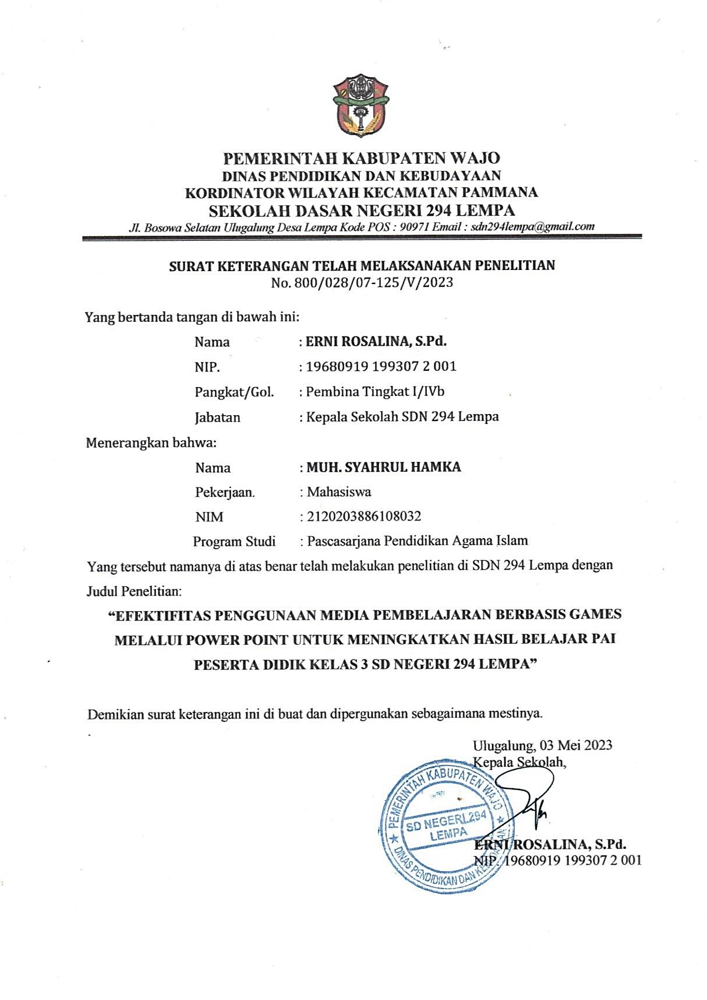 PEMERINTAH KABUPATEN WAJO
DINAS PENDIDIKAN DAN KEBUDAYAAN
KORDINATOR WILAYAH KECAMATAN PAMMANA
SEKOLAH DASAR NEGERI 294 LEMPA
Jl. Bosowa Selatan Ulugalung Desa Lempa Kode POS : 90971 Email : sdn294lempa@gmail.com
SURAT KETERANGAN TELAH MELAKSANAKAN PENELITIAN
No. 800/028/07-125/V/2023
Yang bertanda tangan di bawah ini:
Nama : ERNI ROSALINA, S.Pd.
NIP. : 19680919 199307 2 001
Pangkat/Gol. : Pembina Tingkat I/IVb
Jabatan : Kepala Sekolah SDN 294 Lempa
Menerangkan bahwa:
Nama : MUH. SYAHRUL HAMKA
Pekerjaan. : Mahasiswa
NIM : 2120203886108032
Program Studi : Pascasarjana Pendidikan Agama Islam
Yang tersebut namanya di atas benar telah melakukan penelitian di SDN 294 Lempa dengan
Judul Penelitian:
“EFEKTIFITAS PENGGUNAAN MEDIA PEMBELAJARAN BERBASIS GAMES
MELALUI POWER POINT UNTUK MENINGKATKAN HASIL BELAJAR PAI
PESERTA DIDIK KELAS 3 SD NEGERI 294 LEMPA”
Demikian surat keterangan ini di buat dan dipergunakan sebagaimana mestinya.
Ulugalung, 03 Mei 2023
Kepala Sekolah,
PEMERINTAH KABUPATEN WAJO
SD NEGERI 294
LEMPA
DINAS PENDIDIKAN DAN KEBUDAYAAN
ERNI ROSALINA, S.Pd.
NIP. 19680919 199307 2 001